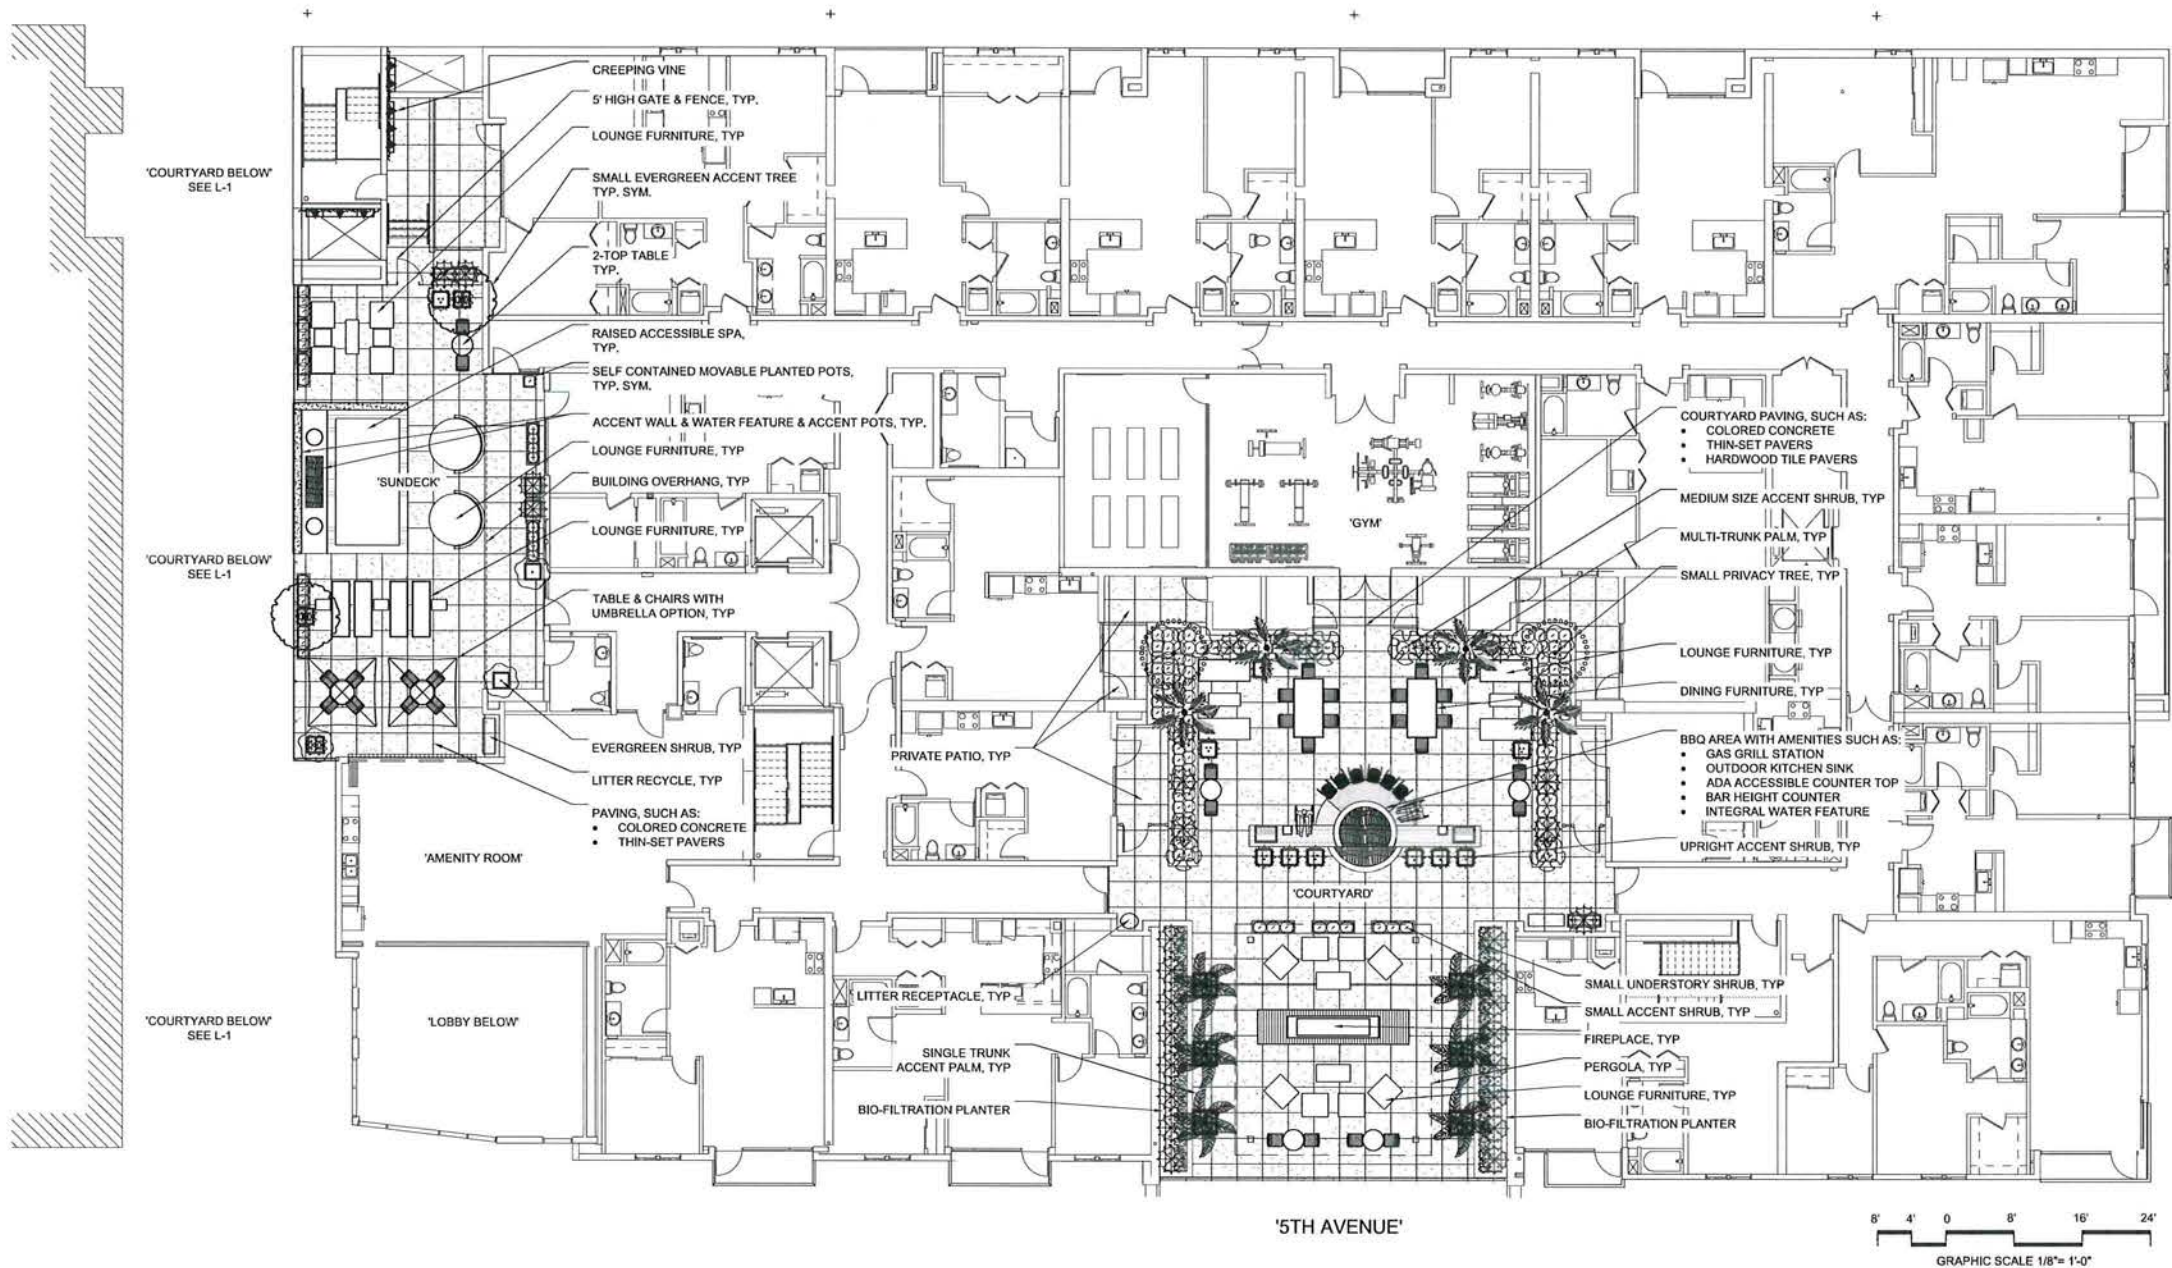 CREEPING VINE
5' HIGH GATE & FENCE, TYP.
LOUNGE FURNITURE, TYP
'COURTYARD BELOW'
SEE L-1
SMALL EVERGREEN ACCENT TREE
TYP. SYM.
2-TOP TABLE
TYP.
RAISED ACCESSIBLE SPA,
TYP.
SELF CONTAINED MOVABLE PLANTED POTS,
TYP. SYM.
ACCENT WALL & WATER FEATURE & ACCENT POTS, TYP.
LOUNGE FURNITURE, TYP
'SUNDECK'
BUILDING OVERHANG, TYP
LOUNGE FURNITURE, TYP
'COURTYARD BELOW'
SEE L-1
TABLE & CHAIRS WITH
UMBRELLA OPTION, TYP
EVERGREEN SHRUB, TYP
LITTER RECYCLE, TYP
PAVING, SUCH AS:
• COLORED CONCRETE
• THIN-SET PAVERS
'AMENITY ROOM'
'GYM'
COURTYARD PAVING, SUCH AS:
• COLORED CONCRETE
• THIN-SET PAVERS
• HARDWOOD TILE PAVERS
MEDIUM SIZE ACCENT SHRUB, TYP
MULTI-TRUNK PALM, TYP
SMALL PRIVACY TREE, TYP
LOUNGE FURNITURE, TYP
DINING FURNITURE, TYP
PRIVATE PATIO, TYP
BBQ AREA WITH AMENITIES SUCH AS:
• GAS GRILL STATION
• OUTDOOR KITCHEN SINK
• ADA ACCESSIBLE COUNTER TOP
• BAR HEIGHT COUNTER
• INTEGRAL WATER FEATURE
UPRIGHT ACCENT SHRUB, TYP
'COURTYARD'
'COURTYARD BELOW'
SEE L-1
'LOBBY BELOW'
LITTER RECEPTACLE, TYP
SINGLE TRUNK
ACCENT PALM, TYP
BIO-FILTRATION PLANTER
SMALL UNDERSTORY SHRUB, TYP
SMALL ACCENT SHRUB, TYP
FIREPLACE, TYP
PERGOLA, TYP
LOUNGE FURNITURE, TYP
BIO-FILTRATION PLANTER
'5TH AVENUE'
8' 4' 0 8' 16' 24'
GRAPHIC SCALE 1/8"= 1'-0"